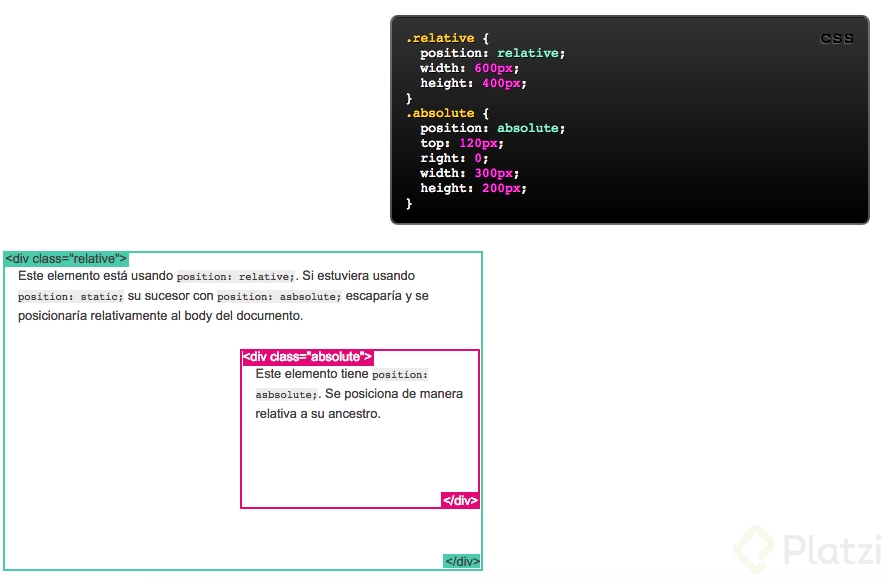 CSS
.relative {
position: relative;
width: 600px;
height: 400px;
}
.absolute {
position: absolute;
top: 120px;
right: 0;
width: 300px;
height: 200px;
}
<div class="relative">
Este elemento está usando position: relative;. Si estuviera usando
position: static; su sucesor con position: asbsolute; escaparía y se
posicionaría relativamente al body del documento.
<div class="absolute">
Este elemento tiene position:
asbsolute;. Se posiciona de manera
relativa a su ancestro.
</div>
</div>
Platzi